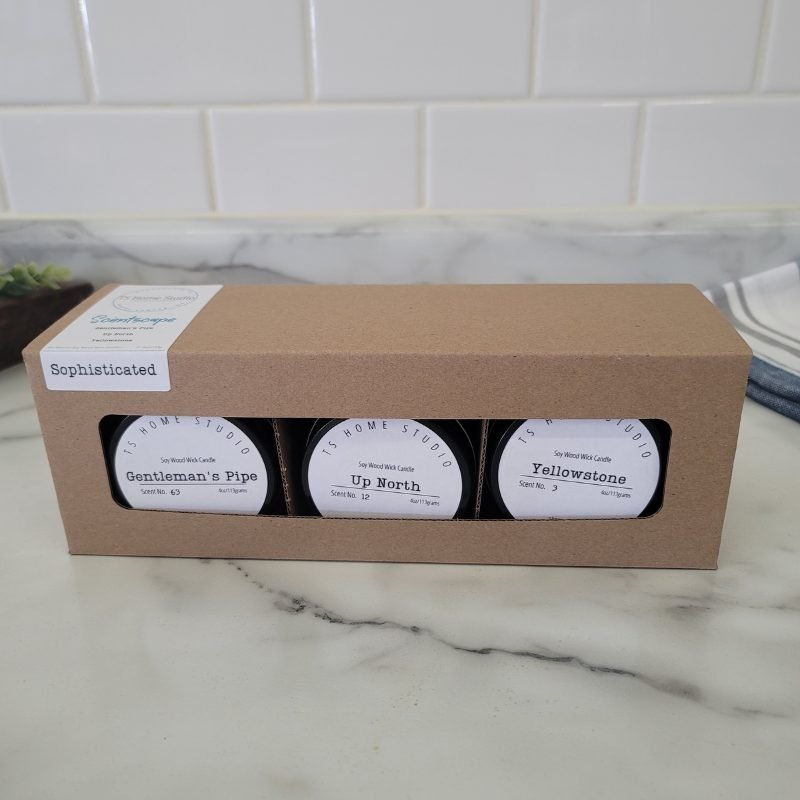 TS Home Studio
Scentscape
Gentleman's Pipe
Up North
Yellowstone
Sophisticated
TS HOME STUDIO
Soy Wood Wick Candle
Gentleman's Pipe
Scent No. 63
4oz/113grams
TS HOME STUDIO
Soy Wood Wick Candle
Up North
Scent No. 12
4oz/113grams
TS HOME STUDIO
Soy Wood Wick Candle
Yellowstone
Scent No. 3
4oz/113grams